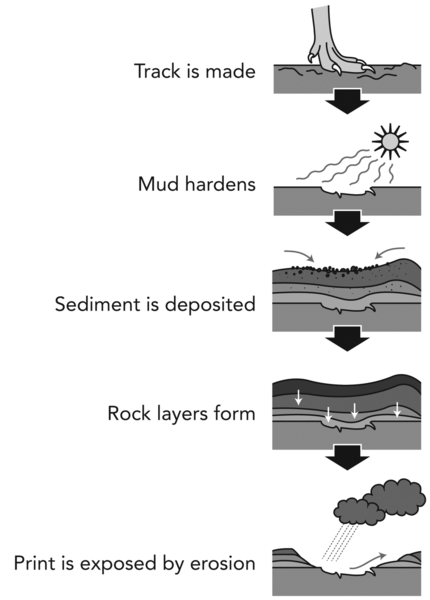 Track is made
Mud hardens
Sediment is deposited
Rock layers form
Print is exposed by erosion